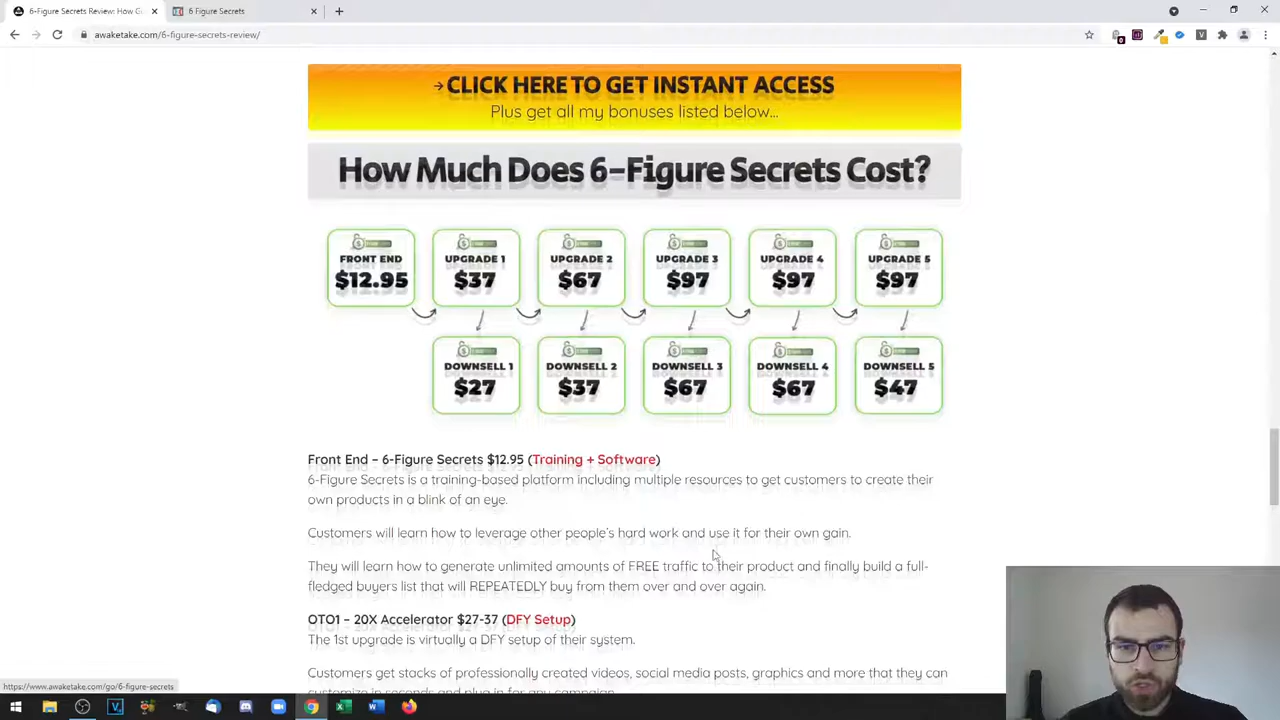 6-Figure Secrets Review: How G
6 Figure Secrets
awaketake.com/6-figure-secrets-review/
→CLICK HERE TO GET INSTANT ACCESS
Plus get all my bonuses listed below...
How Much Does 6-Figure Secrets Cost?
FRONT END
$12.95
UPGRADE 1
$37
UPGRADE 2
$67
UPGRADE 3
$97
UPGRADE 4
$97
UPGRADE 5
$97
DOWNSELL 1
$27
DOWNSELL 2
$37
DOWNSELL 3
$67
DOWNSELL 4
$67
DOWNSELL 5
$47
Front End – 6-Figure Secrets $12.95 (Training + Software)
6-Figure Secrets is a training-based platform including multiple resources to get customers to create their
own products in a blink of an eye.
Customers will learn how to leverage other people's hard work and use it for their own gain.
They will learn how to generate unlimited amounts of FREE traffic to their product and finally build a full-
fledged buyers list that will REPEATEDLY buy from them over and over again.
OTO1 – 20X Accelerator $27-37 (DFY Setup)
The 1st upgrade is virtually a DFY setup of their system.
Customers get stacks of professionally created videos, social media posts, graphics and more that they can
customize in seconds and plug in for any campaign
https://www.awaketake.com/go/6-figure-secrets